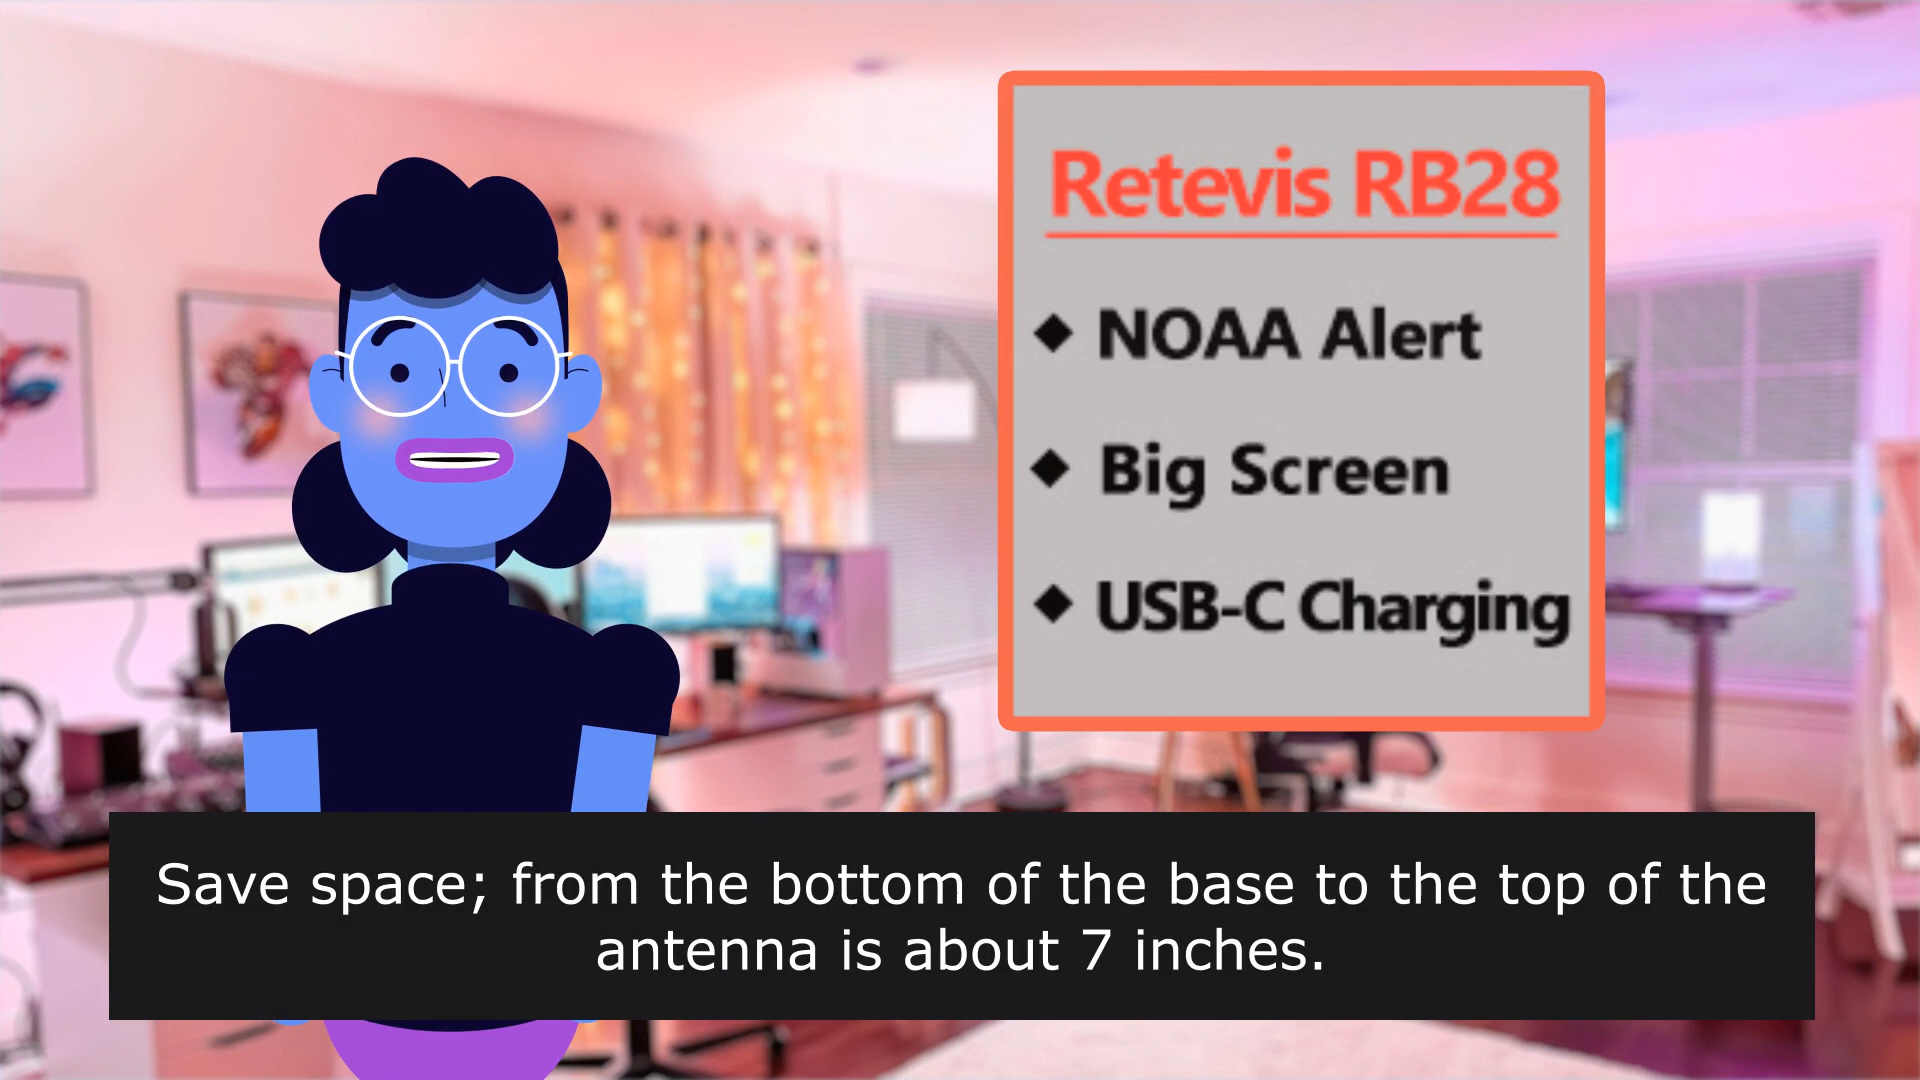 Retevis RB28
◆ NOAA Alert
◆ Big Screen
◆ USB-C Charging
Save space; from the bottom of the base to the top of the
antenna is about 7 inches.